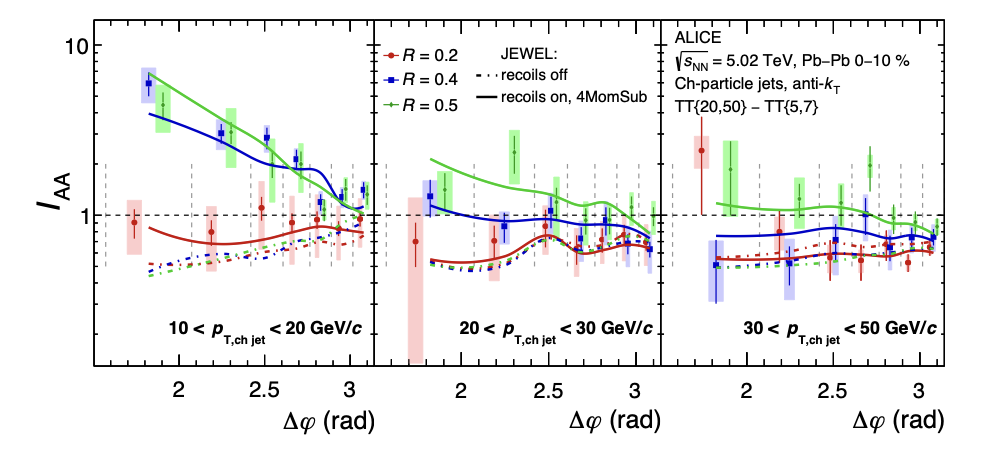 10
1
I_AA
R = 0.2
R = 0.4
R = 0.5
JEWEL:
recoils off
recoils on, 4MomSub
ALICE
√s_NN = 5.02 TeV, Pb−Pb 0−10 %
Ch-particle jets, anti-k_T
TT{20,50} − TT{5,7}
10 < p_T,ch jet < 20 GeV/c
20 < p_T,ch jet < 30 GeV/c
30 < p_T,ch jet < 50 GeV/c
2 2.5 3
2 2.5 3
2 2.5 3
Δφ (rad)
Δφ (rad)
Δφ (rad)